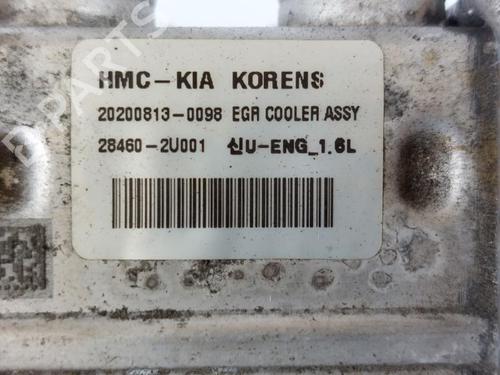 HMC-KIA KORENS
20200813-0098 EGR COOLER ASSY
28460-2U001 신U-ENG_1.6L